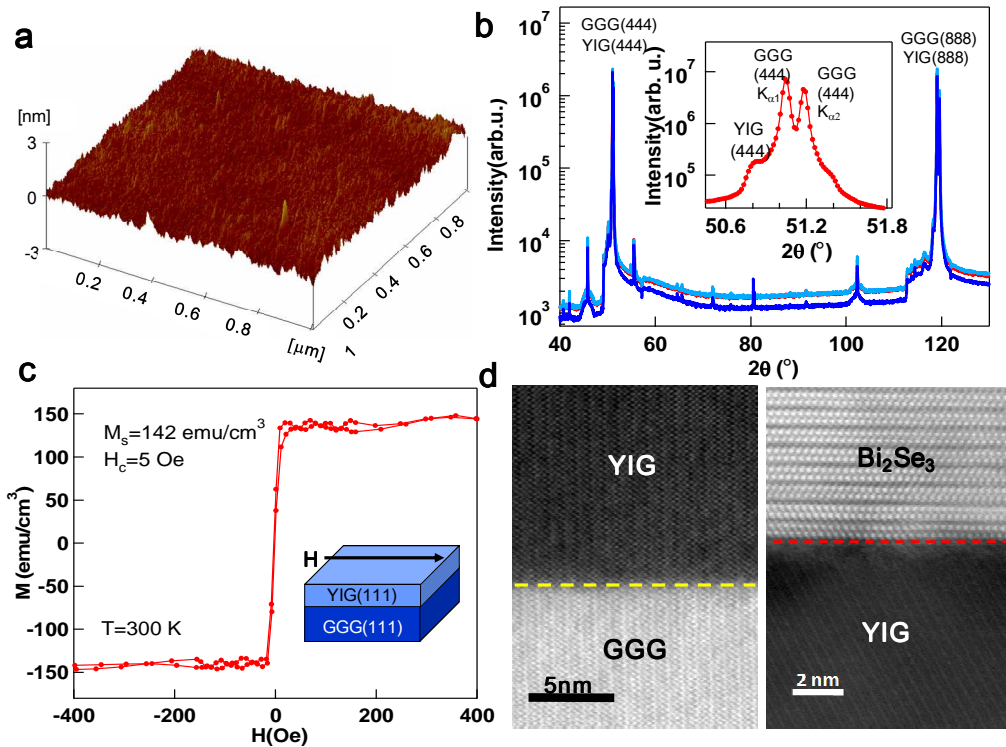 a
[nm]
3
0
-3
0.2
0.4
0.6
0.8
[μm]
1
0.2
0.4
0.6
0.8
b
Intensity(arb.u.)
10⁷
10⁶
10⁵
10⁴
10³
GGG(444)
YIG(444)
GGG(888)
YIG(888)
Intensity(arb. u.)
10⁷
10⁶
10⁵
GGG
(444)
Kα1
GGG
(444)
Kα2
YIG
(444)
50.6
51.2
51.8
2θ (°)
40
60
80
100
120
2θ (°)
c
M (emu/cm³)
150
100
50
0
-50
-100
-150
Mₛ=142 emu/cm³
H꜀=5 Oe
H
YIG(111)
GGG(111)
T=300 K
-400
-200
0
200
400
H(Oe)
d
YIG
GGG
5nm
Bi₂Se₃
YIG
2 nm